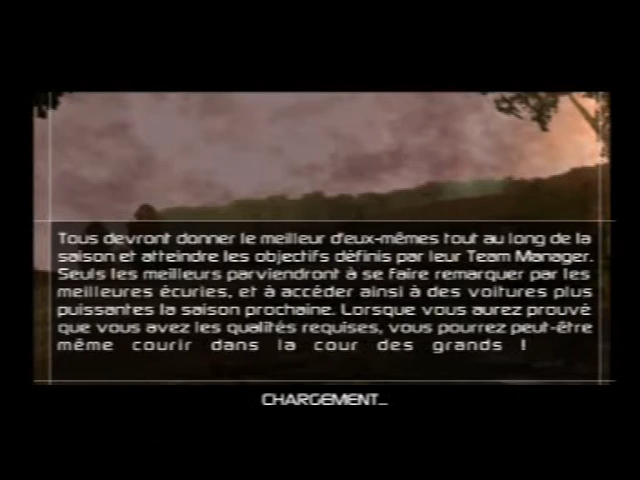 Tous devront donner le meilleur d'eux-mêmes tout au long de la
saison et atteindre les objectifs définis par leur Team Manager.
Seuls les meilleurs parviendront à se faire remarquer par les
meilleures écuries, et à accéder ainsi à des voitures plus
puissantes la saison prochaine. Lorsque vous aurez prouvé
que vous avez les qualités requises, vous pourrez peut-être
même courir dans la cour des grands !
CHARGEMENT...